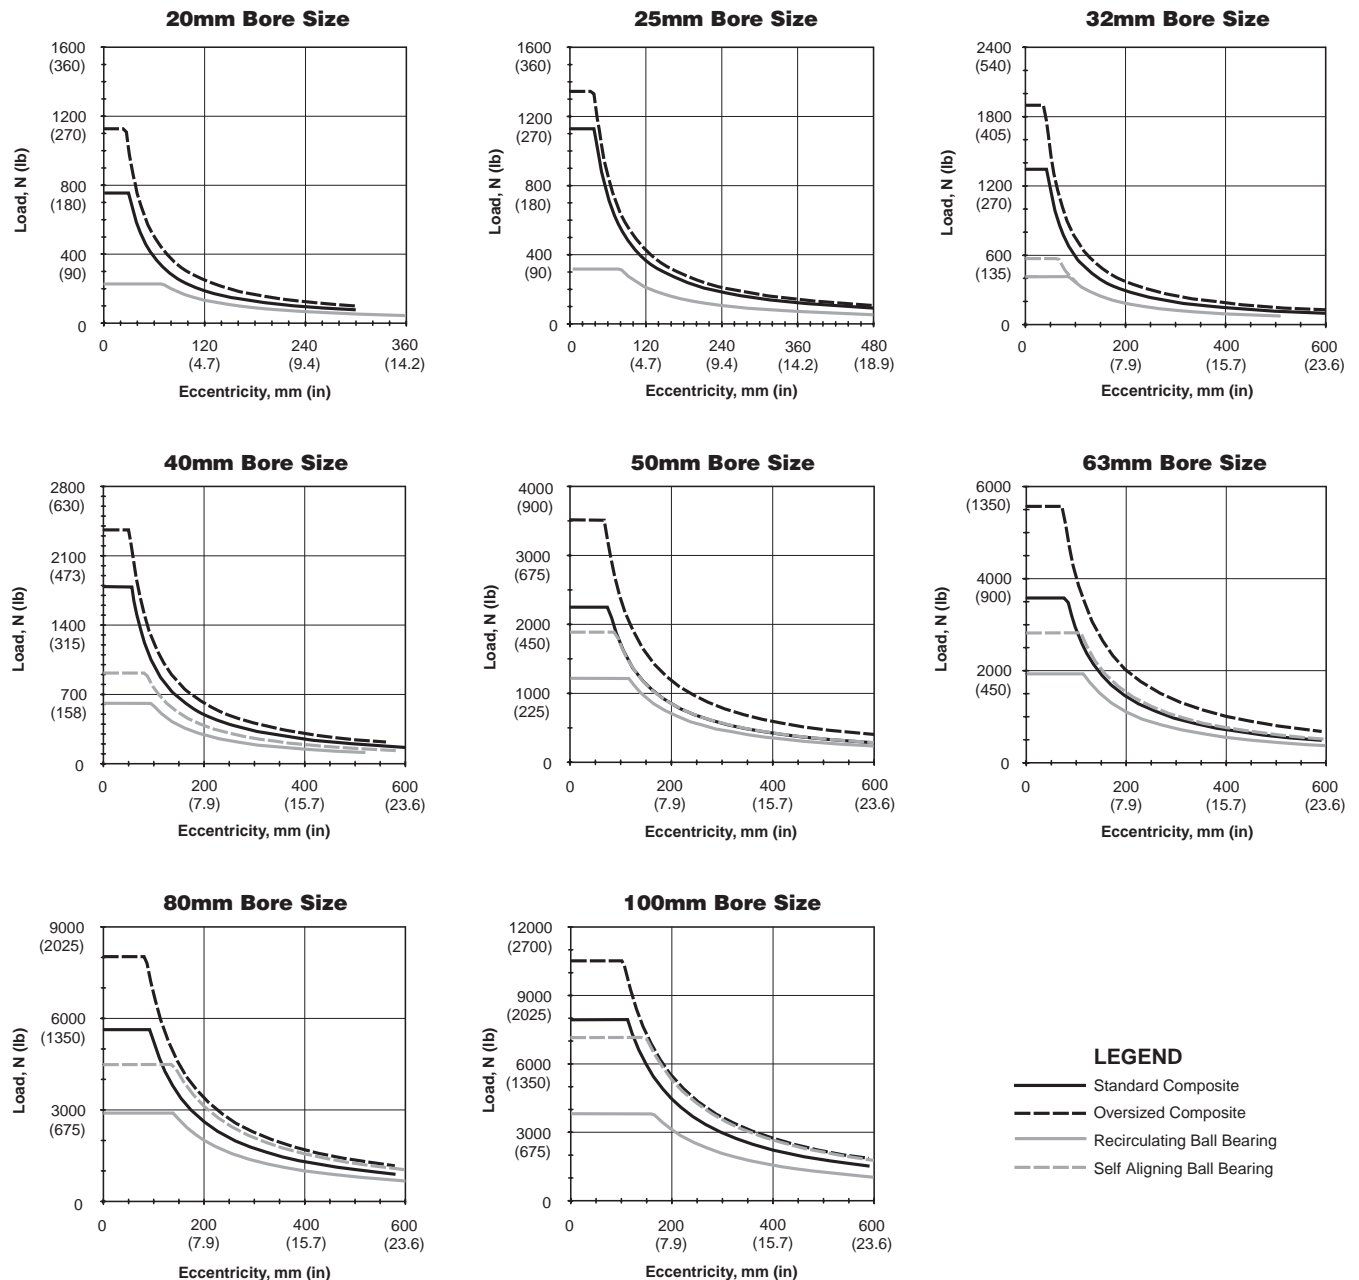 20mm Bore Size
1600
(360)
1200
(270)
800
(180)
400
(90)
0
Load, N (lb)
0 120 240 360
(4.7) (9.4) (14.2)
Eccentricity, mm (in)
25mm Bore Size
1600
(360)
1200
(270)
800
(180)
400
(90)
0
Load, N (lb)
0 120 240 360 480
(4.7) (9.4) (14.2) (18.9)
Eccentricity, mm (in)
32mm Bore Size
2400
(540)
1800
(405)
1200
(270)
600
(135)
0
Load, N (lb)
0 200 400 600
(7.9) (15.7) (23.6)
Eccentricity, mm (in)
40mm Bore Size
2800
(630)
2100
(473)
1400
(315)
700
(158)
0
Load, N (lb)
0 200 400 600
(7.9) (15.7) (23.6)
Eccentricity, mm (in)
50mm Bore Size
4000
(900)
3000
(675)
2000
(450)
1000
(225)
0
Load, N (lb)
0 200 400 600
(7.9) (15.7) (23.6)
Eccentricity, mm (in)
63mm Bore Size
6000
(1350)
4000
(900)
2000
(450)
0
Load, N (lb)
0 200 400 600
(7.9) (15.7) (23.6)
Eccentricity, mm (in)
80mm Bore Size
9000
(2025)
6000
(1350)
3000
(675)
0
Load, N (lb)
0 200 400 600
(7.9) (15.7) (23.6)
Eccentricity, mm (in)
100mm Bore Size
12000
(2700)
9000
(2025)
6000
(1350)
3000
(675)
0
Load, N (lb)
0 200 400 600
(7.9) (15.7) (23.6)
Eccentricity, mm (in)
LEGEND
Standard Composite
Oversized Composite
Recirculating Ball Bearing
Self Aligning Ball Bearing